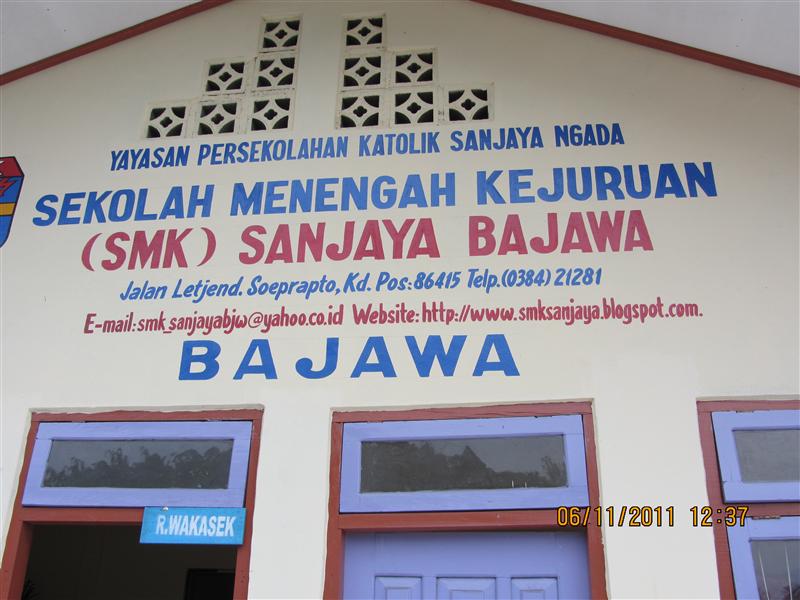 YAYASAN PERSEKOLAHAN KATOLIK SANJAYA NGADA
SEKOLAH MENENGAH KEJURUAN
(SMK) SANJAYA BAJAWA
Jalan Letjend. Soeprapto, Kd. Pos: 86415 Telp. (0384) 21281
E-mail: smk_sanjayabjw@yahoo.co.id Website: http://www.smksanjaya.blogspot.com.
BAJAWA
R.WAKASEK
06/11/2011 12:37